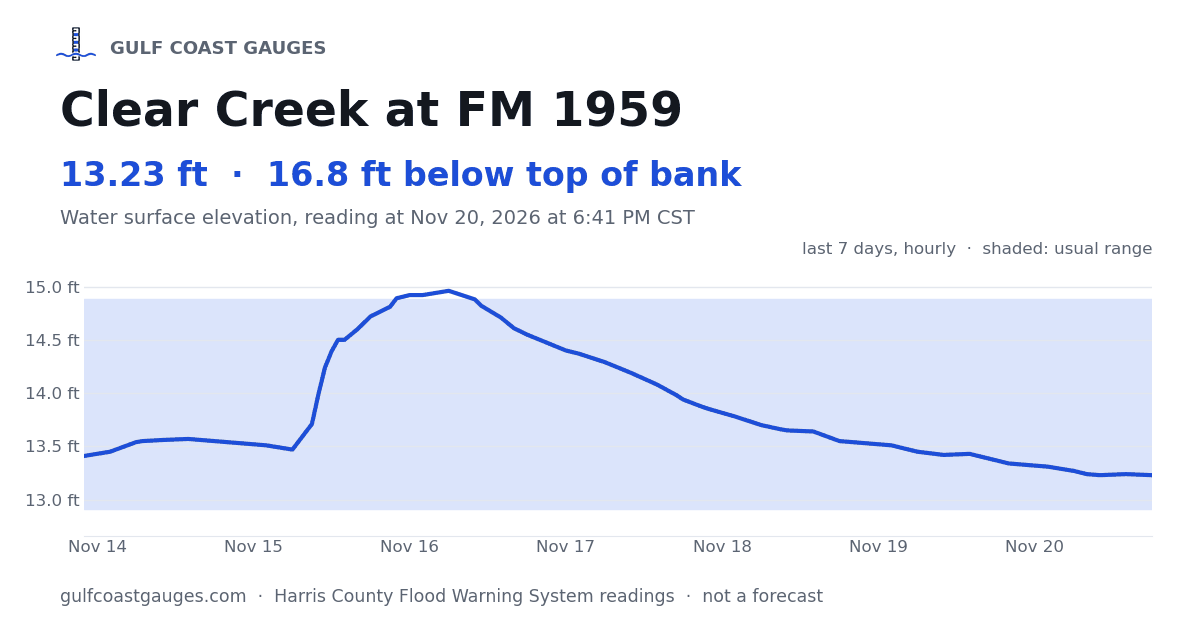 GULF COAST GAUGES
Clear Creek at FM 1959
13.23 ft · 16.8 ft below top of bank
Water surface elevation, reading at Nov 20, 2026 at 6:41 PM CST
last 7 days, hourly · shaded: usual range
15.0 ft
14.5 ft
14.0 ft
13.5 ft
13.0 ft
Nov 14 Nov 15 Nov 16 Nov 17 Nov 18 Nov 19 Nov 20
gulfcoastgauges.com · Harris County Flood Warning System readings · not a forecast